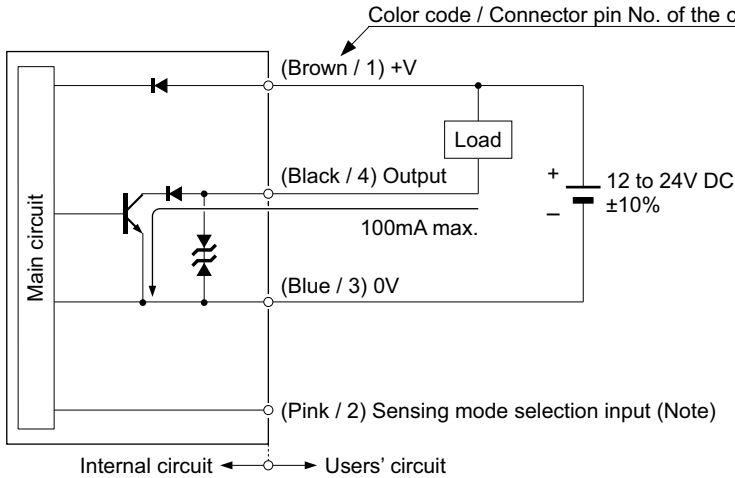 Color code / Connector pin No. of the
(Brown / 1) +V
Load
(Black / 4) Output
+
12 to 24V DC
−
±10%
100mA max.
Main circuit
(Blue / 3) 0V
(Pink / 2) Sensing mode selection input (Note)
Internal circuit
Users' circuit